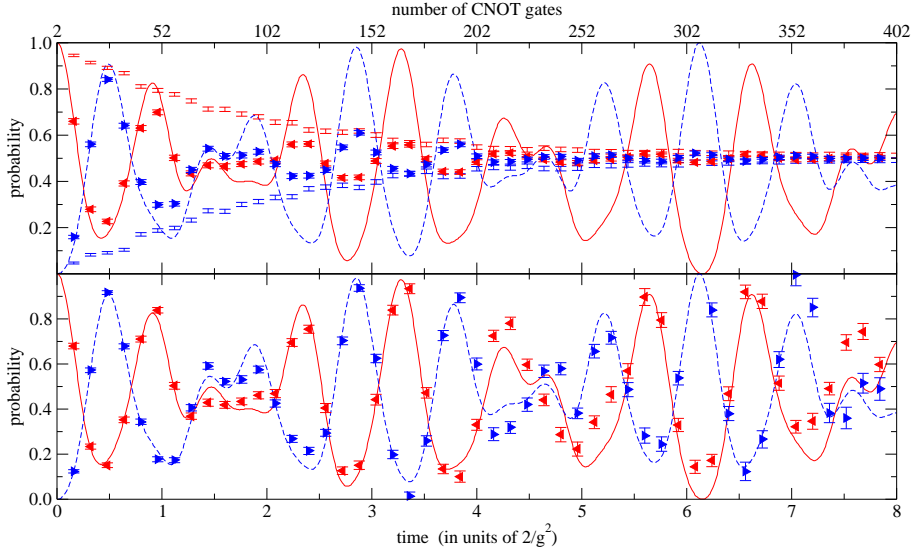 number of CNOT gates
2 52 102 152 202 252 302 352 402
1.0
0.8
0.6
0.4
0.2
probability
0.8
0.6
0.4
0.2
0.0
probability
0 1 2 3 4 5 6 7 8
time (in units of 2/g²)